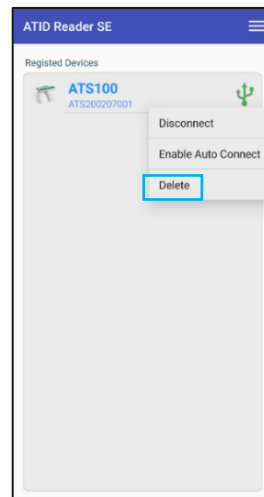 ATID Reader SE
Registed Devices
ATS100
ATS200207001
Disconnect
Enable Auto Connect
Delete